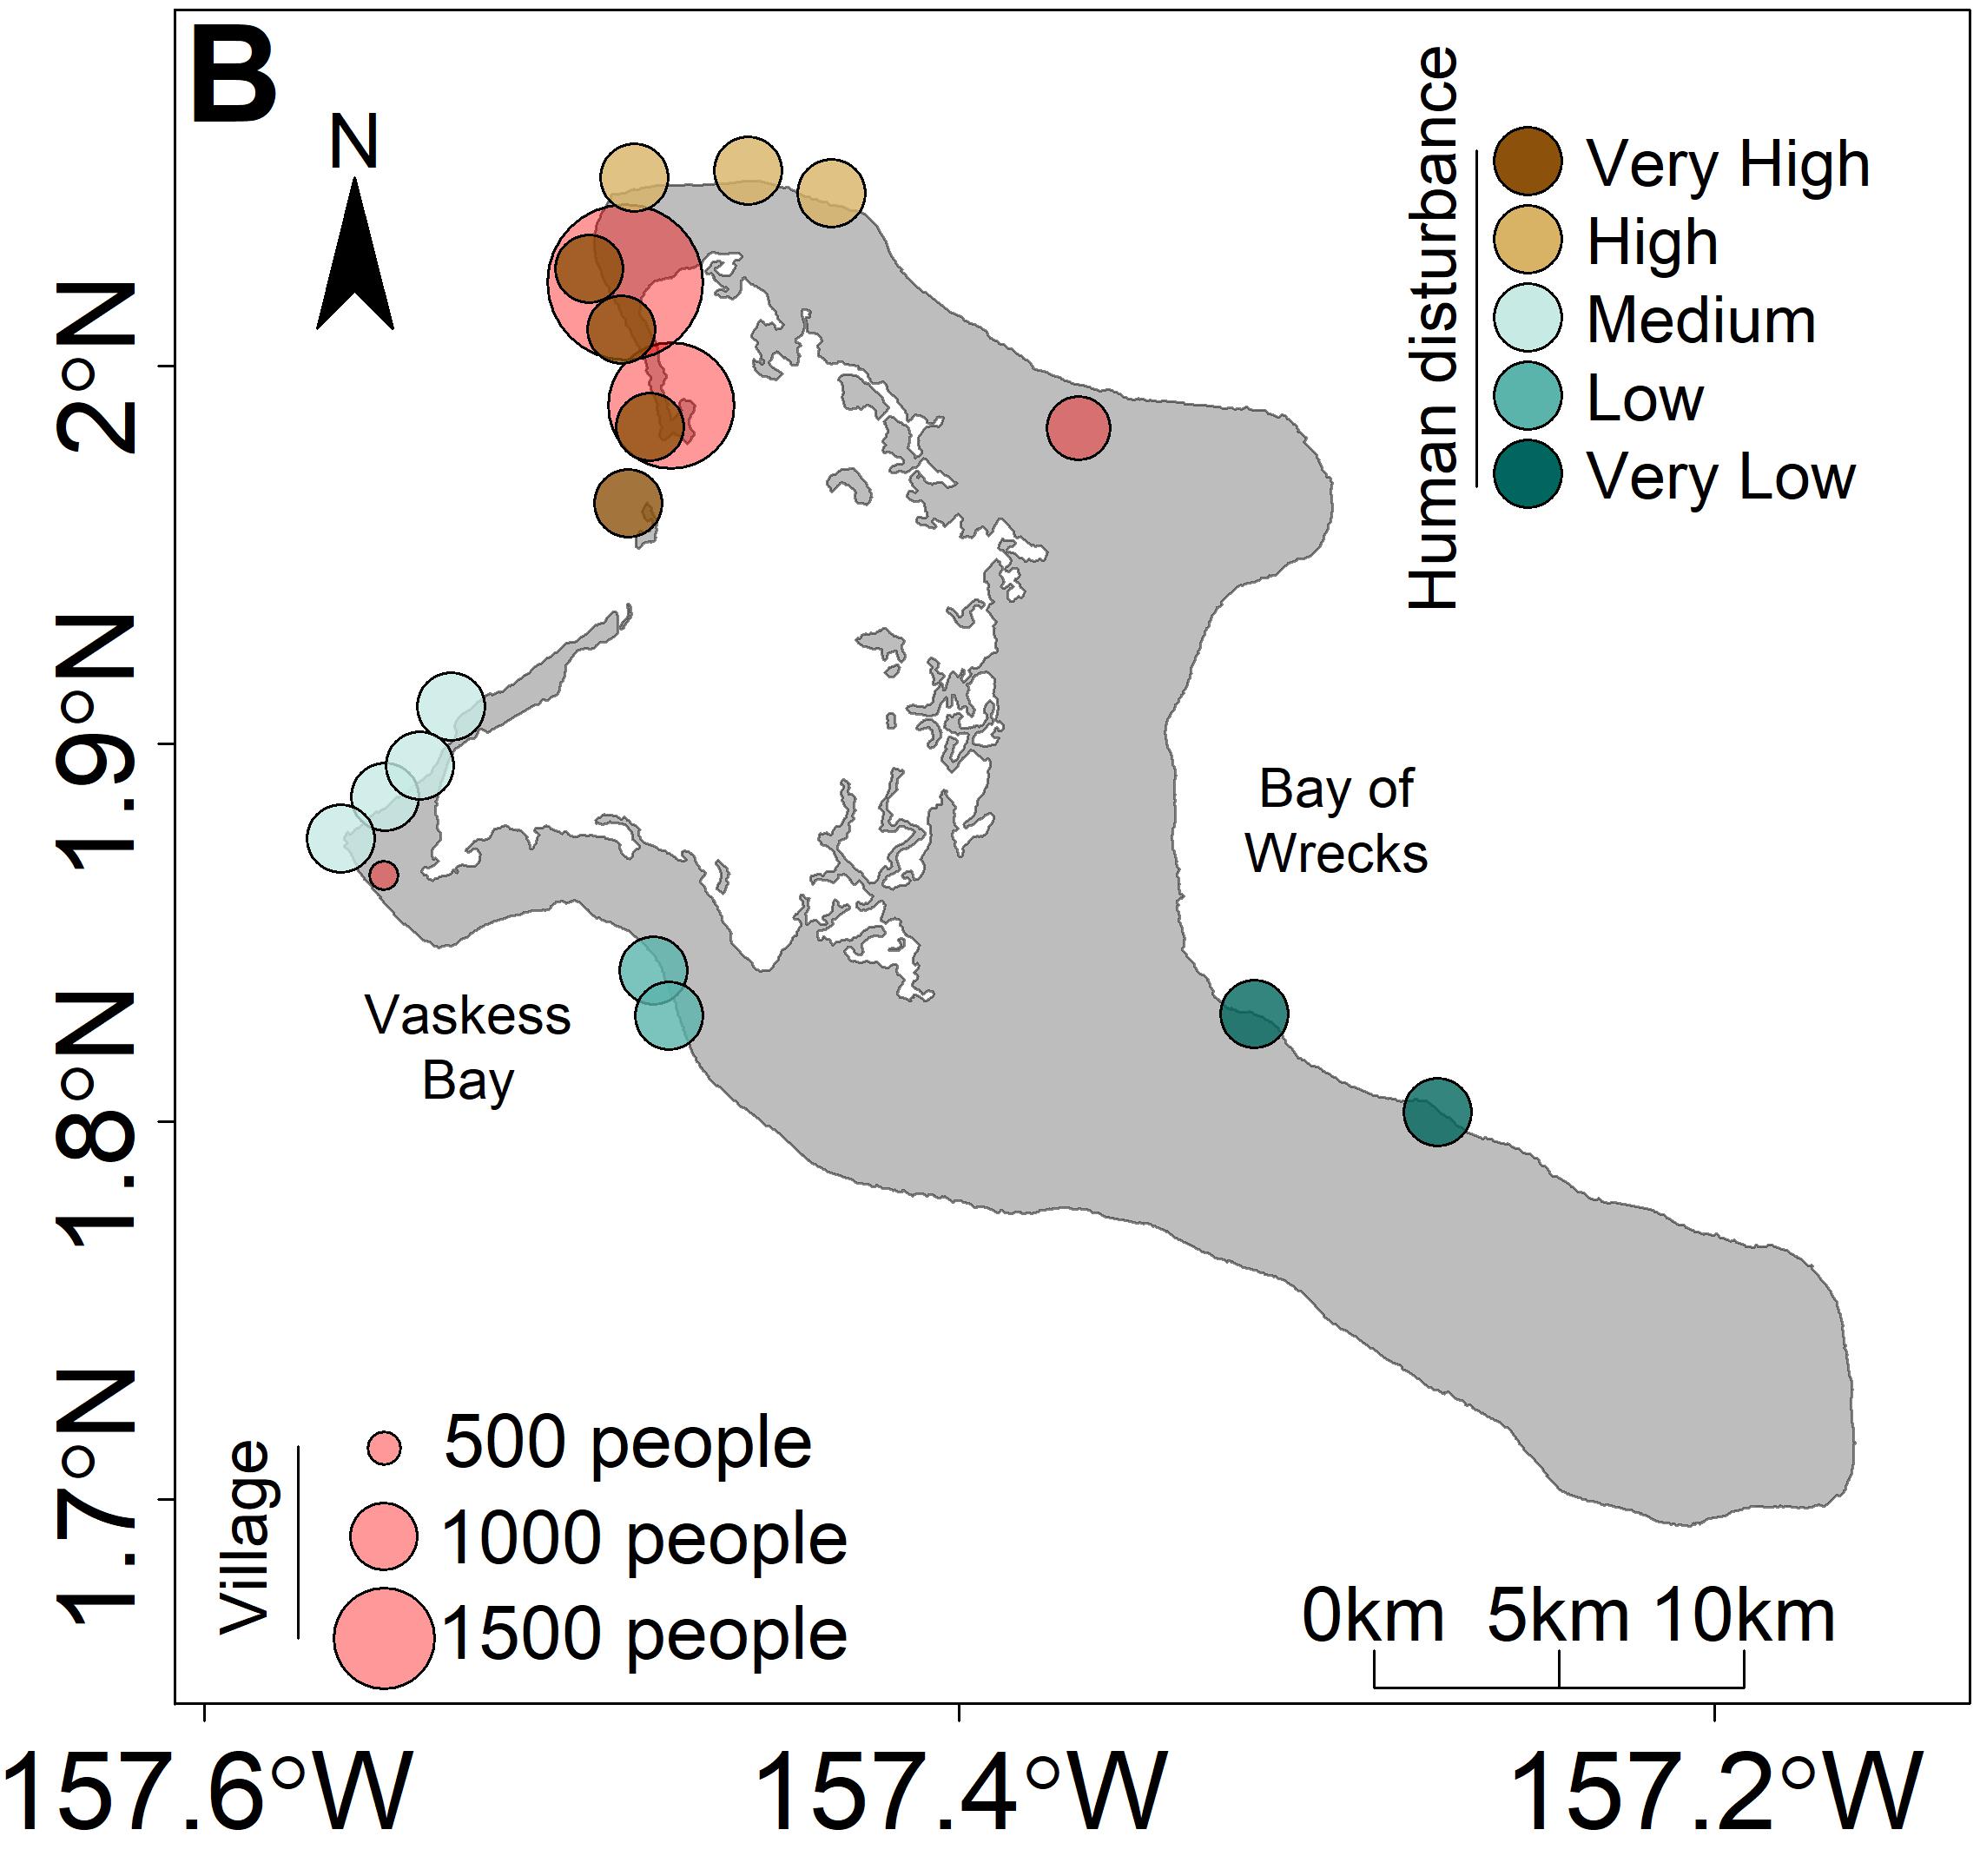 B
N
Human disturbance
Very High
High
Medium
Low
Very Low
2°N
1.9°N
1.8°N
1.7°N
Bay of
Wrecks
Vaskess
Bay
Village
500 people
1000 people
1500 people
0km 5km 10km
157.6°W 157.4°W 157.2°W